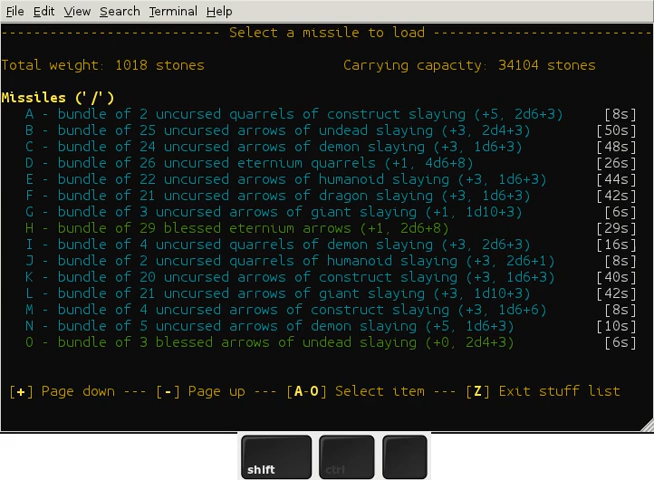 File Edit View Search Terminal Help
--------------------------- Select a missile to load ----------------------------
Total weight: 1018 stones Carrying capacity: 34104 stones
Missiles ('/')
A - bundle of 2 uncursed quarrels of construct slaying (+5, 2d6+3) [8s]
B - bundle of 25 uncursed arrows of undead slaying (+3, 2d4+3) [50s]
C - bundle of 24 uncursed arrows of demon slaying (+3, 1d6+3) [48s]
D - bundle of 26 uncursed eternium quarrels (+1, 4d6+8) [26s]
E - bundle of 22 uncursed arrows of humanoid slaying (+3, 1d6+3) [44s]
F - bundle of 21 uncursed arrows of dragon slaying (+3, 1d6+3) [42s]
G - bundle of 3 uncursed arrows of giant slaying (+1, 1d10+3) [6s]
H - bundle of 29 blessed eternium arrows (+1, 2d6+8) [29s]
I - bundle of 4 uncursed quarrels of demon slaying (+3, 2d6+3) [16s]
J - bundle of 2 uncursed quarrels of humanoid slaying (+3, 2d6+1) [8s]
K - bundle of 20 uncursed arrows of construct slaying (+3, 1d6+3) [40s]
L - bundle of 21 uncursed arrows of giant slaying (+3, 1d10+3) [42s]
M - bundle of 4 uncursed arrows of construct slaying (+3, 1d6+6) [8s]
N - bundle of 5 uncursed arrows of demon slaying (+5, 1d6+3) [10s]
O - bundle of 3 blessed arrows of undead slaying (+0, 2d4+3) [6s]
[+] Page down --- [-] Page up --- [A-O] Select item --- [Z] Exit stuff list
shift ctrl